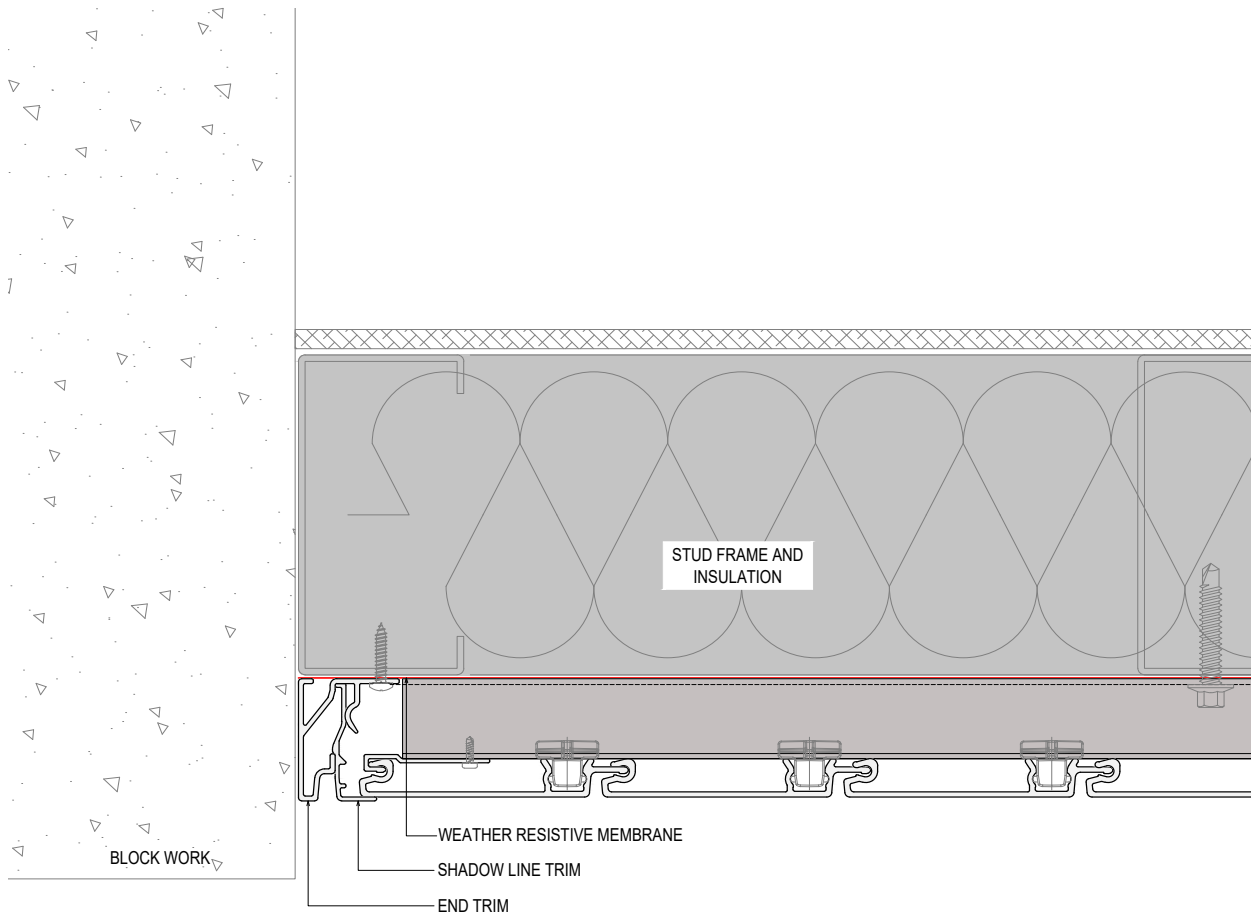 STUD FRAME AND
INSULATION
WEATHER RESISTIVE MEMBRANE
BLOCK WORK
SHADOW LINE TRIM
END TRIM